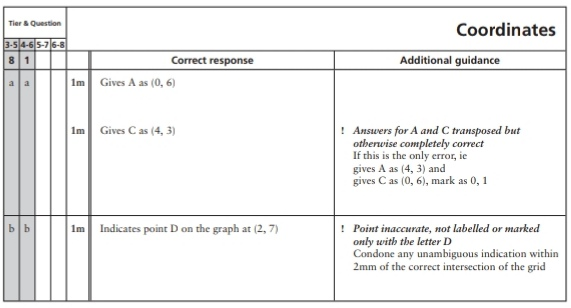 Tier & Question
Coordinates
3-5 4-6 5-7 6-8
8 1 Correct response Additional guidance
a a 1m Gives A as (0, 6)
1m Gives C as (4, 3) ! Answers for A and C transposed but
otherwise completely correct
If this is the only error, ie
gives A as (4, 3) and
gives C as (0, 6), mark as 0, 1
b b 1m Indicates point D on the graph at (2, 7) ! Point inaccurate, not labelled or marked
only with the letter D
Condone any unambiguous indication within
2mm of the correct intersection of the grid